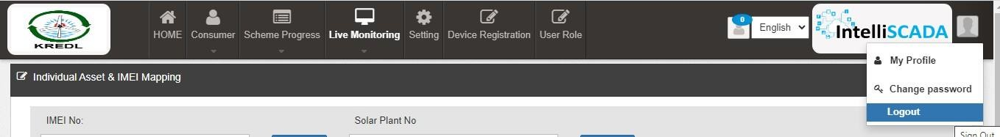 KREDL
HOME
Consumer
Scheme Progress
Live Monitoring
Setting
Device Registration
User Role
0
English
IntelliSCADA
My Profile
Change password
Logout
Sign Out
Individual Asset & IMEI Mapping
IMEI No:
Solar Plant No